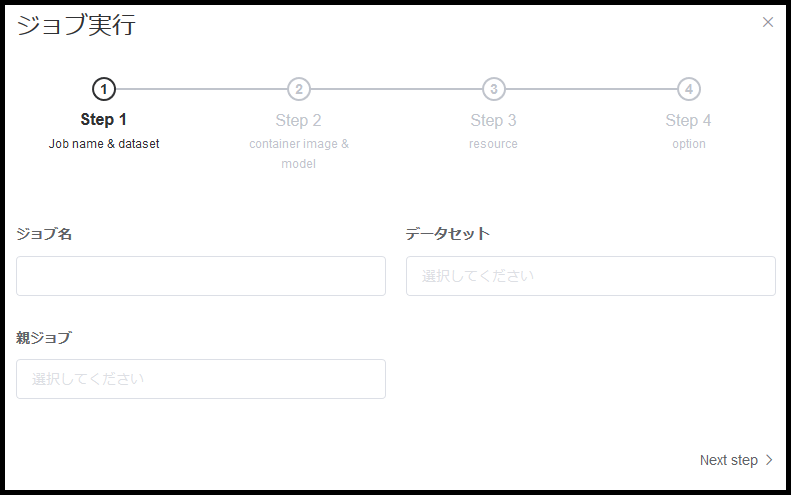 ジョブ実行
1
2
3
4
Step 1
Step 2
Step 3
Step 4
Job name & dataset
container image &
model
resource
option
ジョブ名
データセット
選択してください
親ジョブ
選択してください
Next step